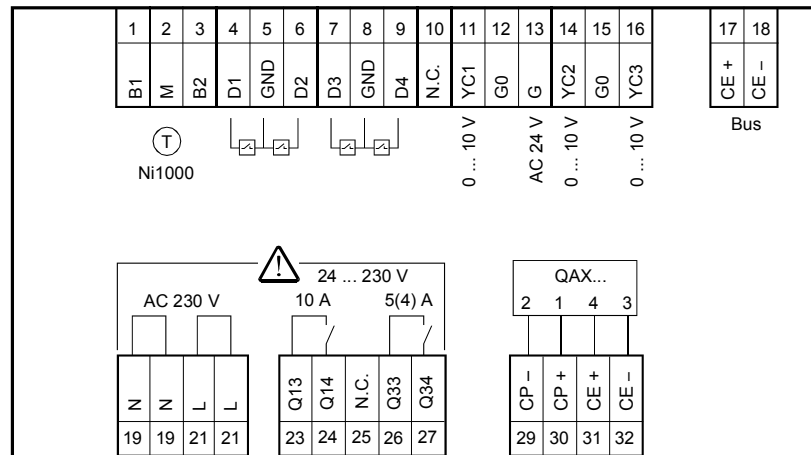 1 2 3 4 5 6 7 8 9 10 11 12 13 14 15 16 17 18
B1 M B2 D1 GND D2 D3 GND D4 N.C. YC1 G0 G YC2 G0 YC3 CE + CE –
T
Ni1000
0 ... 10 V
AC 24 V
0 ... 10 V
0 ... 10 V
Bus
24 ... 230 V
AC 230 V 10 A 5(4) A
QAX...
2 1 4 3
N N L L Q13 Q14 N.C. Q33 Q34 CP – CP + CE + CE –
19 19 21 21 23 24 25 26 27 29 30 31 32